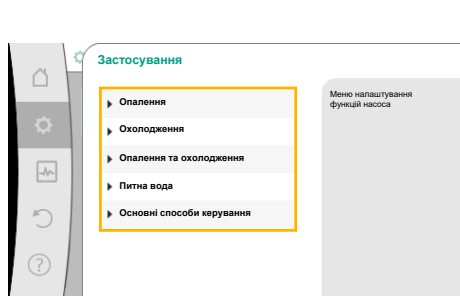 Застосування
Опалення
Охолодження
Опалення та охолодження
Питна вода
Основні способи керування
Меню налаштування
функцій насоса
?